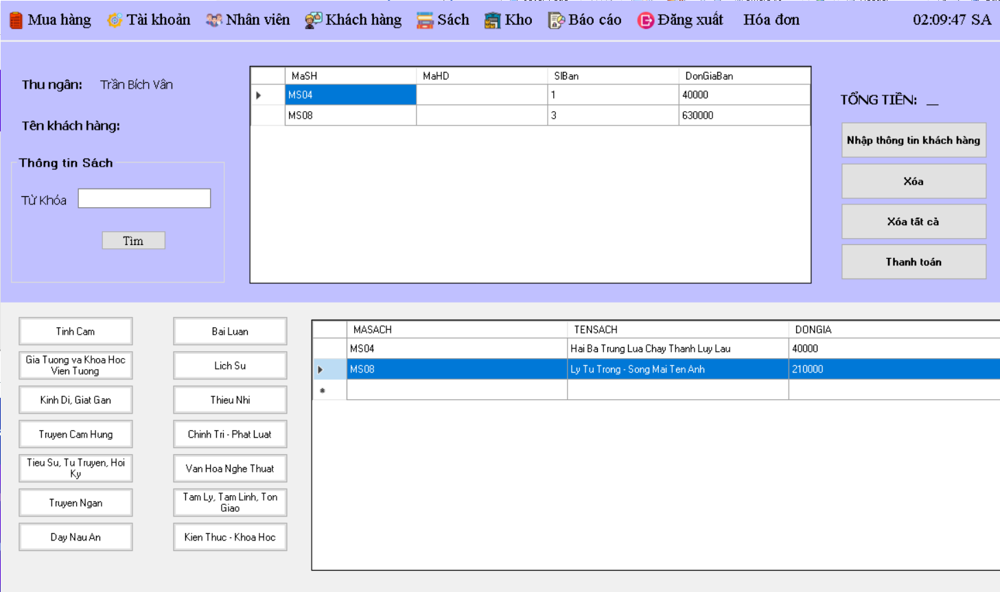 Mua hàng Tài khoản Nhân viên Khách hàng Sách Kho Báo cáo Đăng xuất Hóa đơn 02:09:47 SA
Thu ngân: Trần Bích Vân
Tên khách hàng:
Thông tin Sách
Từ Khóa
Tìm
MaSH MaHD SlBan DonGiaBan
MS04 1 40000
MS08 3 630000
TỔNG TIỀN: __
Nhập thông tin khách hàng
Xóa
Xóa tất cả
Thanh toán
Tinh Cam
Bai Luan
Gia Tuong va Khoa Hoc
Vien Tuong
Lich Su
Kinh Di, Giat Gan
Thieu Nhi
Truyen Cam Hung
Chinh Tri - Phat Luat
Tieu Su, Tu Truyen, Hoi
Ky
Van Hoa Nghe Thuat
Truyen Ngan
Tam Ly, Tam Linh, Ton
Giao
Day Nau An
Kien Thuc - Khoa Hoc
MASACH TENSACH DONGIA
MS04 Hai Ba Trung Lua Chay Thanh Luy Lau 40000
MS08 Ly Tu Trong - Song Mai Ten Anh 210000